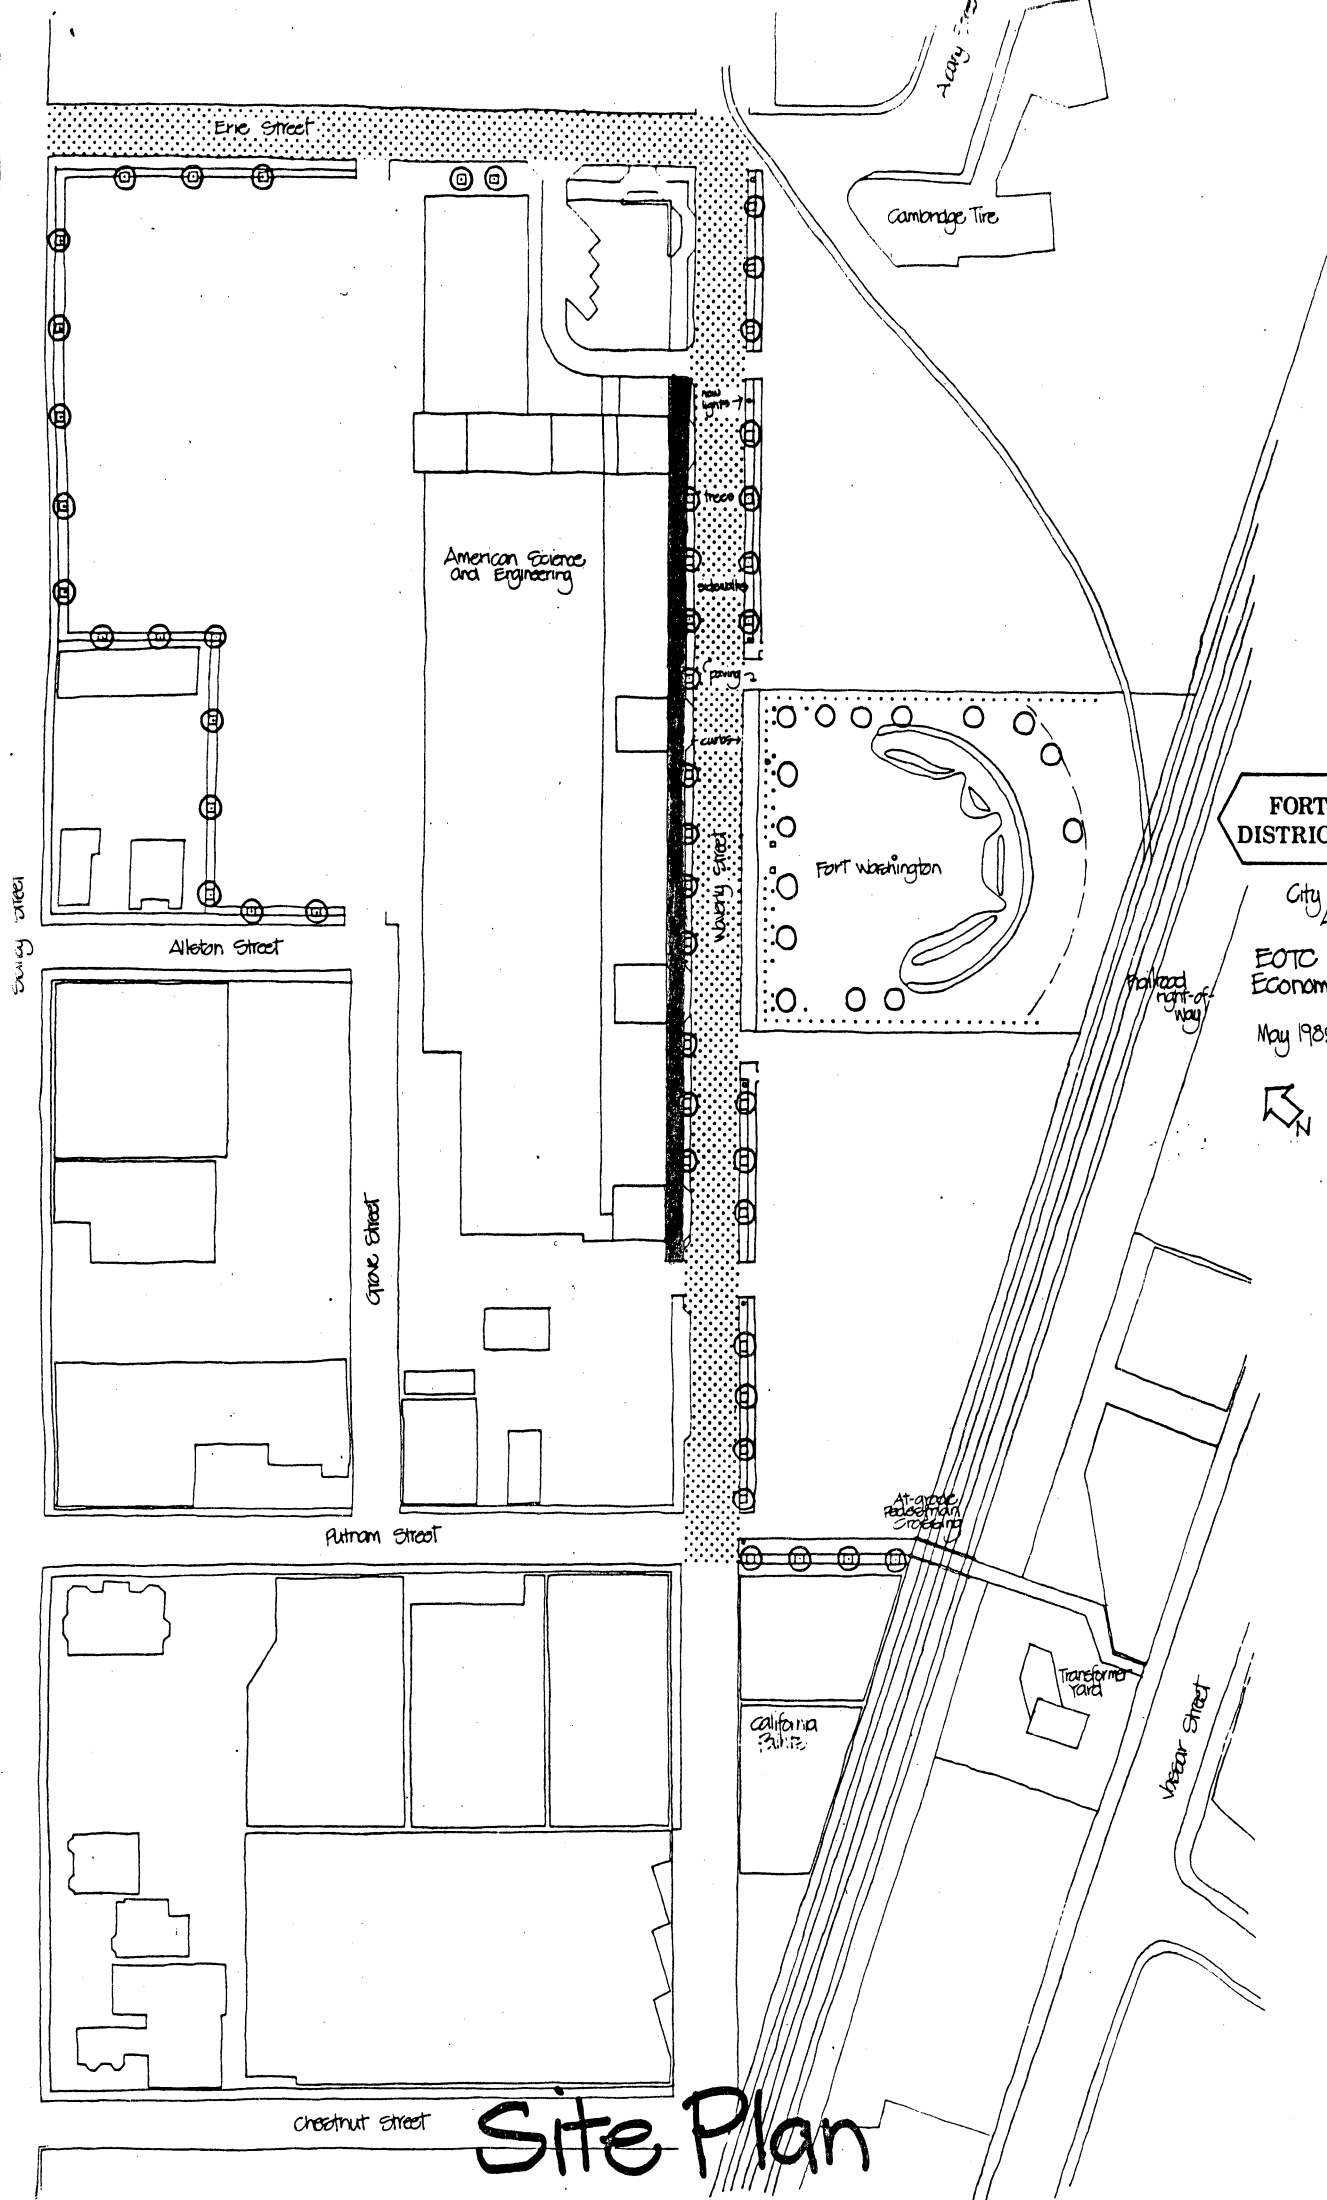 Erie Street
Cambridge Tire
new
lights
trees
American Science
and Engineering
sidewalks
paving
curbs
Waverly Street
Fort Washington
FORT
DISTRIC
City
EOTC
Econom
May 198
N
Railroad
right-of-
way
Allston Street
Grove Street
At-grade
Pedestrian
Crossing
Putnam Street
Transformer
Yard
California
Vassar Street
Chestnut Street
Site Plan